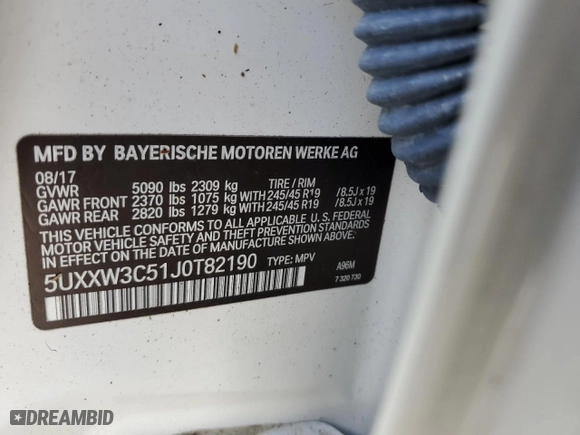 MFD BY BAYERISCHE MOTOREN WERKE AG
08/17
GVWR 5090 lbs 2309 kg TIRE / RIM
GAWR FRONT 2370 lbs 1075 kg WITH 245/45 R19 / 8.5J x 19
GAWR REAR 2820 lbs 1279 kg WITH 245/45 R19 / 8.5J x 19
THIS VEHICLE CONFORMS TO ALL APPLICABLE U. S. FEDERAL
MOTOR VEHICLE SAFETY AND THEFT PREVENTION STANDARDS
IN EFFECT ON THE DATE OF MANUFACTURE SHOWN ABOVE.
5UXXW3C51J0T82190 TYPE: MPV A96M
7 320 730
DREAMBID